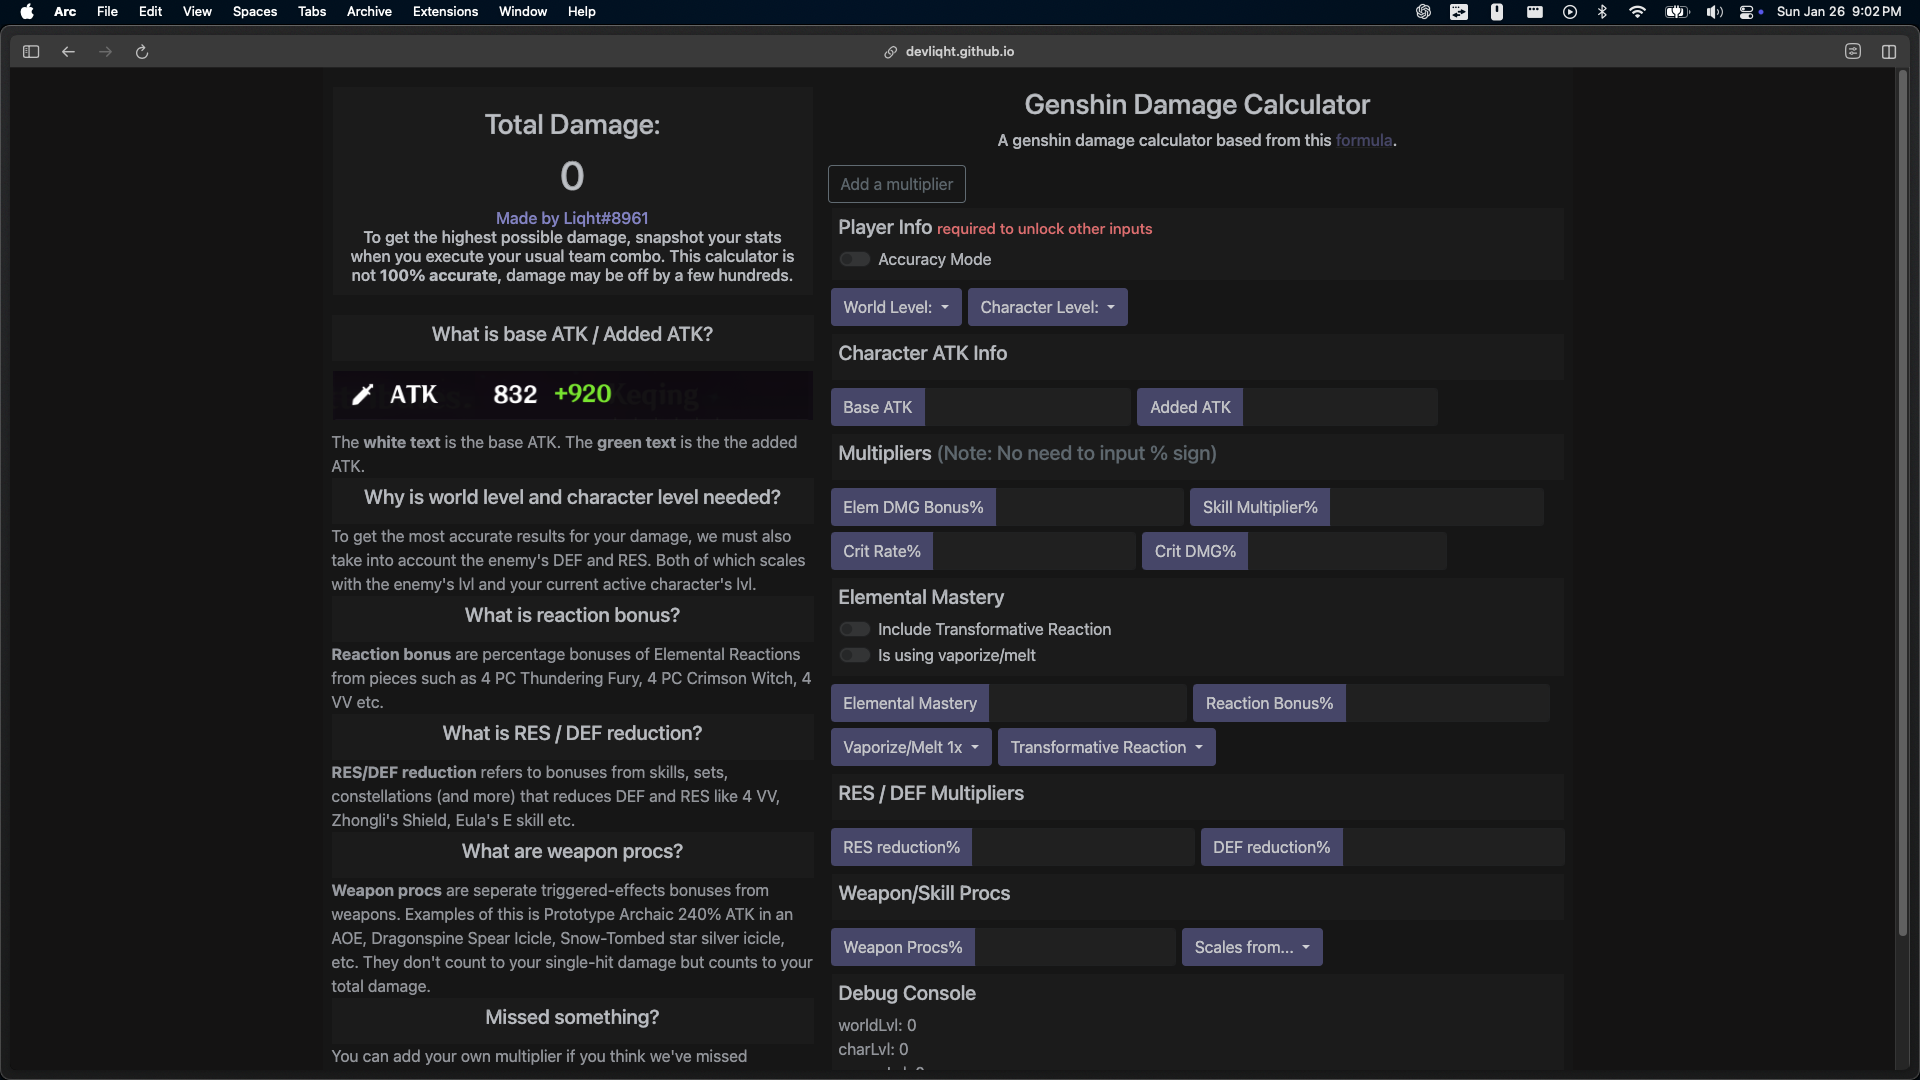 Arc File Edit View Spaces Tabs Archive Extensions Window Help Sun Jan 26 9:02 PM
devliqht.github.io
Total Damage:
0
Made by Liqht#8961
To get the highest possible damage, snapshot your stats
when you execute your usual team combo. This calculator is
not 100% accurate, damage may be off by a few hundreds.
What is base ATK / Added ATK?
ATK 832 +920
The white text is the base ATK. The green text is the the added
ATK.
Why is world level and character level needed?
To get the most accurate results for your damage, we must also
take into account the enemy's DEF and RES. Both of which scales
with the enemy's lvl and your current active character's lvl.
What is reaction bonus?
Reaction bonus are percentage bonuses of Elemental Reactions
from pieces such as 4 PC Thundering Fury, 4 PC Crimson Witch, 4
VV etc.
What is RES / DEF reduction?
RES/DEF reduction refers to bonuses from skills, sets,
constellations (and more) that reduces DEF and RES like 4 VV,
Zhongli's Shield, Eula's E skill etc.
What are weapon procs?
Weapon procs are seperate triggered-effects bonuses from
weapons. Examples of this is Prototype Archaic 240% ATK in an
AOE, Dragonspine Spear Icicle, Snow-Tombed star silver icicle,
etc. They don't count to your single-hit damage but counts to your
total damage.
Missed something?
You can add your own multiplier if you think we've missed
Genshin Damage Calculator
A genshin damage calculator based from this formula.
Add a multiplier
Player Info required to unlock other inputs
Accuracy Mode
World Level: Character Level:
Character ATK Info
Base ATK Added ATK
Multipliers (Note: No need to input % sign)
Elem DMG Bonus% Skill Multiplier%
Crit Rate% Crit DMG%
Elemental Mastery
Include Transformative Reaction
Is using vaporize/melt
Elemental Mastery Reaction Bonus%
Vaporize/Melt 1x Transformative Reaction
RES / DEF Multipliers
RES reduction% DEF reduction%
Weapon/Skill Procs
Weapon Procs% Scales from...
Debug Console
worldLvl: 0
charLvl: 0